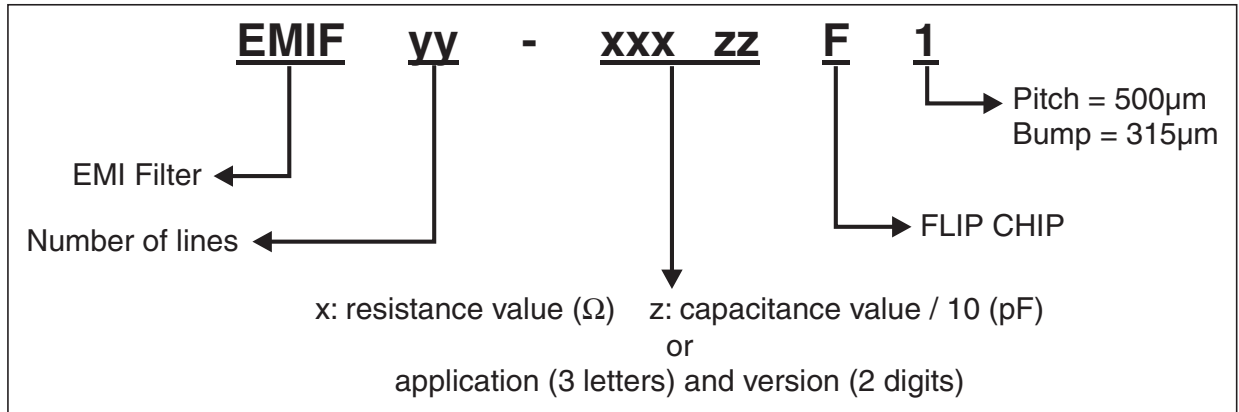 EMIF yy - xxx zz F 1
Pitch = 500µm
Bump = 315µm
EMI Filter
FLIP CHIP
Number of lines
x: resistance value (Ω) z: capacitance value / 10 (pF)
or
application (3 letters) and version (2 digits)